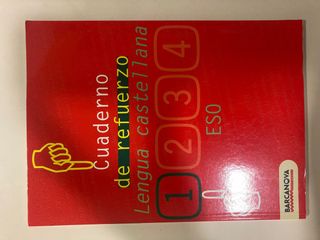 Cuaderno
de refuerzo
Lengua castellana
1 2 3 4
ESO
BARCANOVA